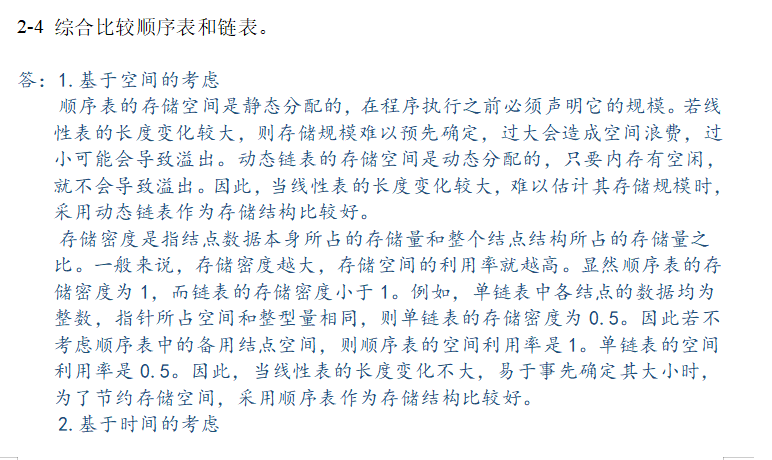 2-4 综合比较顺序表和链表。
答：1.基于空间的考虑
顺序表的存储空间是静态分配的，在程序执行之前必须声明它的规模。若线
性表的长度变化较大，则存储规模难以预先确定，过大会造成空间浪费，过
小可能会导致溢出。动态链表的存储空间是动态分配的，只要内存有空闲，
就不会导致溢出。因此，当线性表的长度变化较大，难以估计其存储规模时，
采用动态链表作为存储结构比较好。
存储密度是指结点数据本身所占的存储量和整个结点结构所占的存储量之
比。一般来说，存储密度越大，存储空间的利用率就越高。显然顺序表的存
储密度为1，而链表的存储密度小于1。例如，单链表中各结点的数据均为
整数，指针所占空间和整型量相同，则单链表的存储密度为0.5。因此若不
考虑顺序表中的备用结点空间，则顺序表的空间利用率是1。单链表的空间
利用率是0.5。因此，当线性表的长度变化不大，易于事先确定其大小时，
为了节约存储空间，采用顺序表作为存储结构比较好。
2.基于时间的考虑